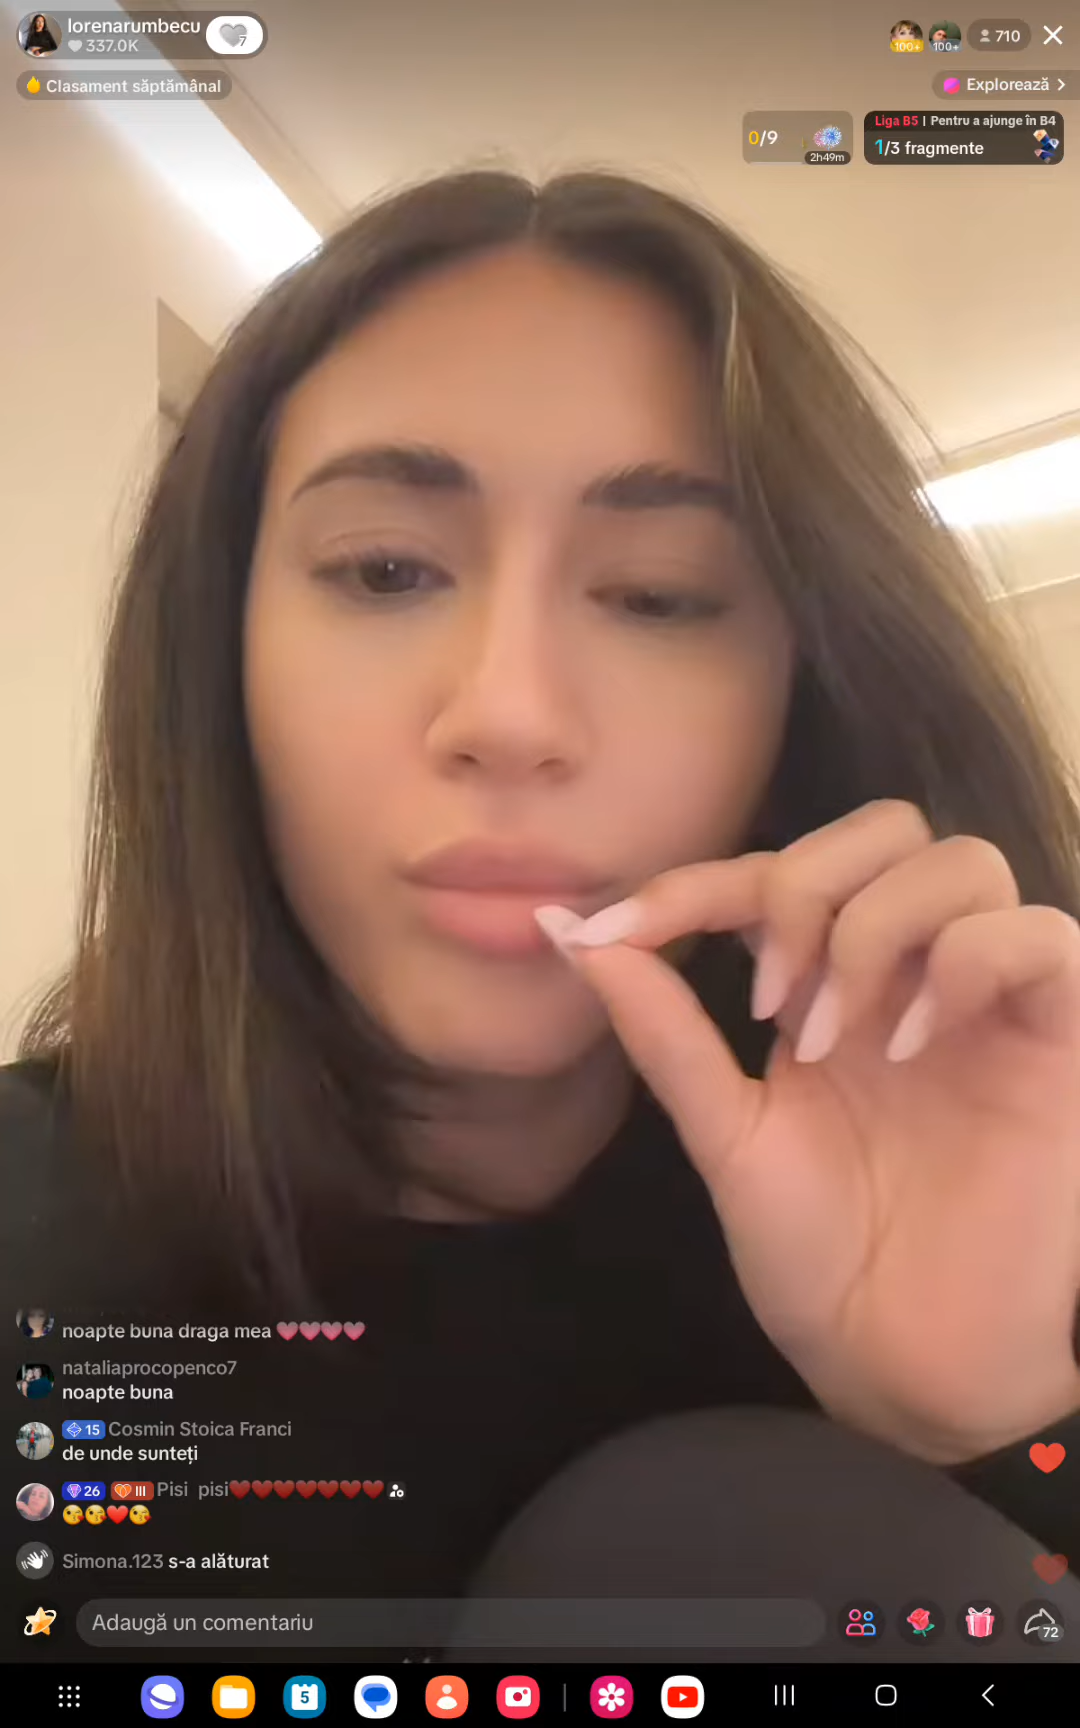 lorenarumbecu
337.0K
7
100+
100+
710
Clasament săptămânal
Explorează
0/9
2h49m
Liga B5 | Pentru a ajunge în B4
1/3 fragmente
noapte buna draga mea
nataliaprocopenco7
noapte buna
15 Cosmin Stoica Franci
de unde sunteți
26 III Pisi pisi
Simona.123 s-a alăturat
Adaugă un comentariu
72
5